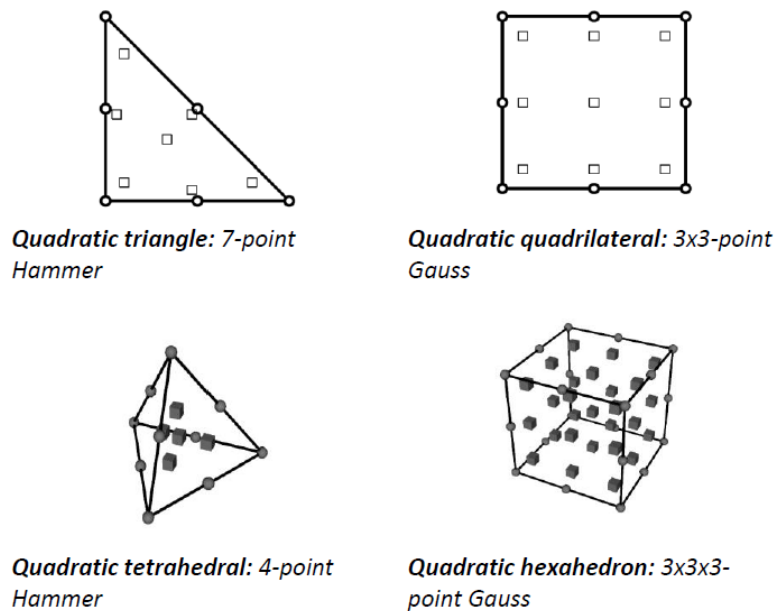 Quadratic triangle: 7-point
Hammer
Quadratic quadrilateral: 3x3-point
Gauss
Quadratic tetrahedral: 4-point
Hammer
Quadratic hexahedron: 3x3x3-
point Gauss